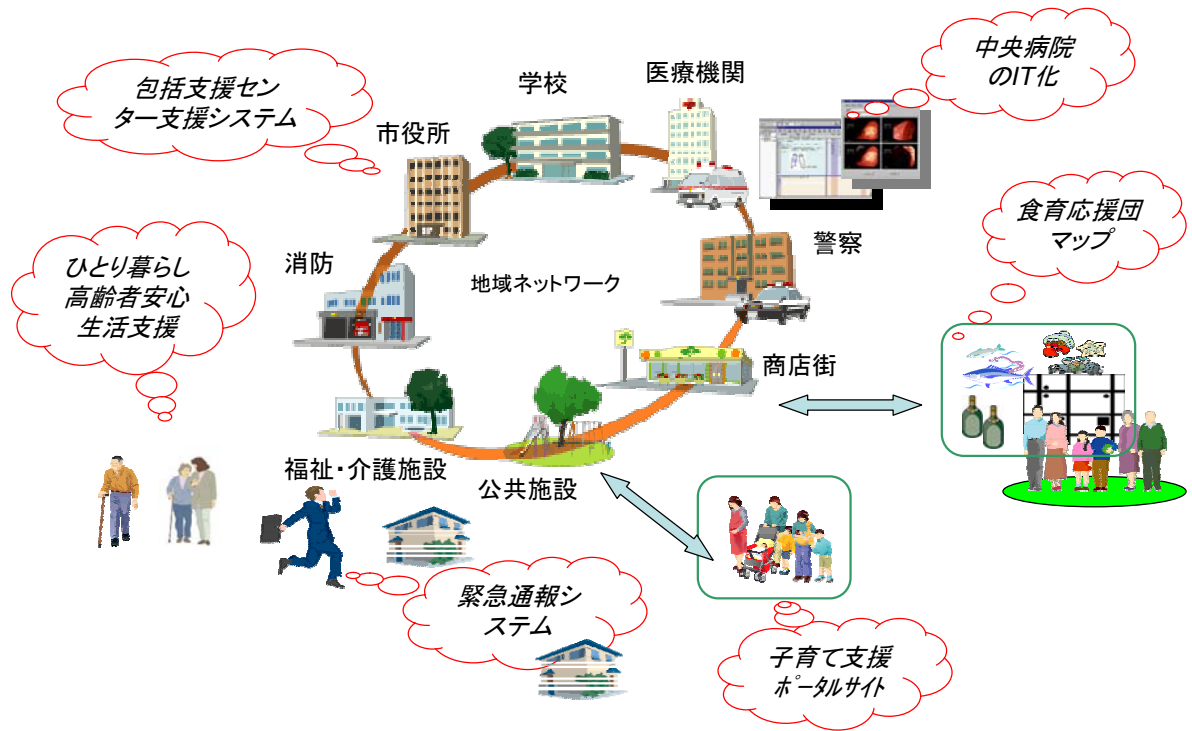 中央病院
のIT化
医療機関
学校
包括支援セン
ター支援システム
市役所
食育応援団
マップ
警察
消防
ひとり暮らし
高齢者安心
生活支援
地域ネットワーク
商店街
福祉・介護施設
公共施設
緊急通報シ
ステム
子育て支援
ポータルサイト